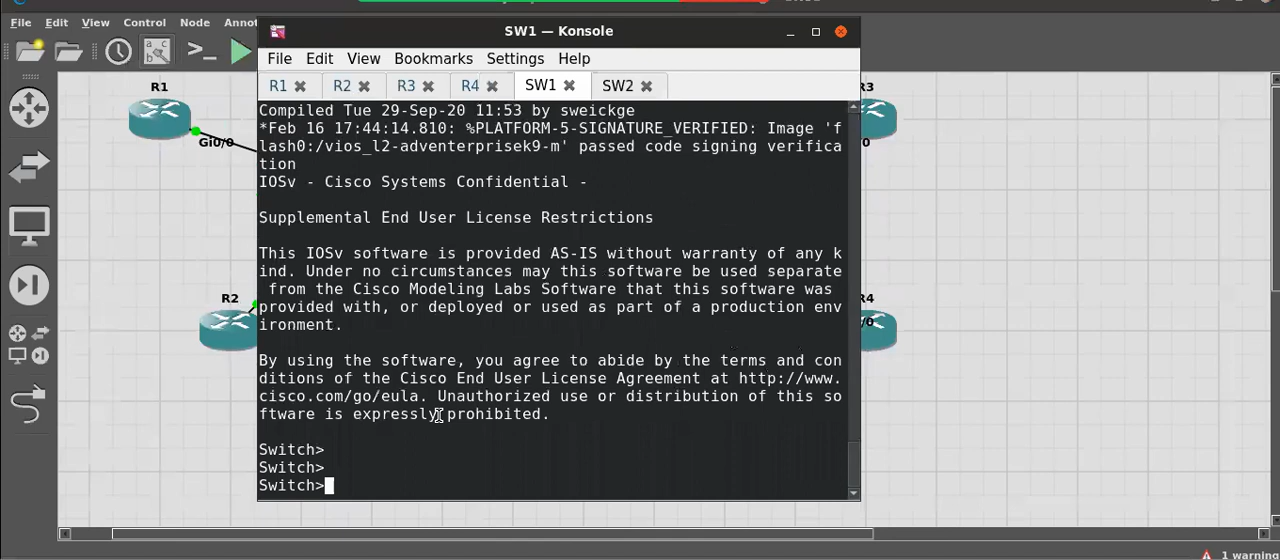 File Edit View Control Node Anno
SW1 — Konsole
File Edit View Bookmarks Settings Help
R1 R2 R3 R4 SW1 SW2
Compiled Tue 29-Sep-20 11:53 by sweickge
*Feb 16 17:44:14.810: %PLATFORM-5-SIGNATURE_VERIFIED: Image 'f
lash0:/vios_l2-adventerprisek9-m' passed code signing verifica
tion
IOSv - Cisco Systems Confidential -
Supplemental End User License Restrictions
This IOSv software is provided AS-IS without warranty of any k
ind. Under no circumstances may this software be used separate
from the Cisco Modeling Labs Software that this software was
provided with, or deployed or used as part of a production env
ironment.
By using the software, you agree to abide by the terms and con
ditions of the Cisco End User License Agreement at http://www.
cisco.com/go/eula. Unauthorized use or distribution of this so
ftware is expressly prohibited.
Switch>
Switch>
Switch>
R1
Gi0/0
R2
R3
/0
R4
/0
a c
b
1 warning